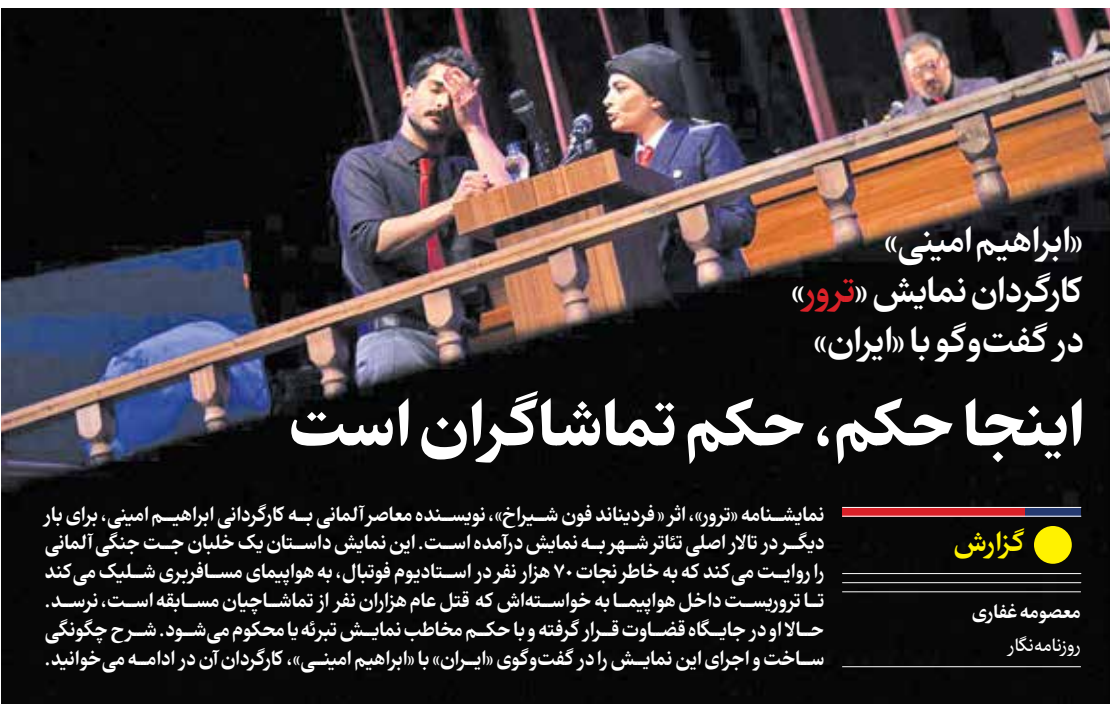 «ابراهیم امینی»
کارگردان نمایش «ترور»
در گفت‌وگو با «ایران»
اینجا حکم، حکم تماشاگران است
گزارش
معصومه غفاری
روزنامه‌نگار
نمایشنامه «ترور»، اثر «فردیناند فون شیراخ»، نویسنده معاصر آلمانی به کارگردانی ابراهیم امینی، برای بار
دیگر در تالار اصلی تئاتر شهر به نمایش درآمده است. این نمایش داستان یک خلبان جت جنگی آلمانی
را روایت می‌کند که به خاطر نجات ۷۰ هزار نفر در استادیوم فوتبال، به هواپیمای مسافربری شلیک می‌کند
تا تروریست داخل هواپیما به خواسته‌اش که قتل عام هزاران نفر از تماشاچیان مسابقه است، نرسد.
حالا او در جایگاه قضاوت قرار گرفته و با حکم مخاطب نمایش تبرئه یا محکوم می‌شود. شرح چگونگی
ساخت و اجرای این نمایش را در گفت‌وگوی «ایران» با «ابراهیم امینی»، کارگردان آن در ادامه می‌خوانید.